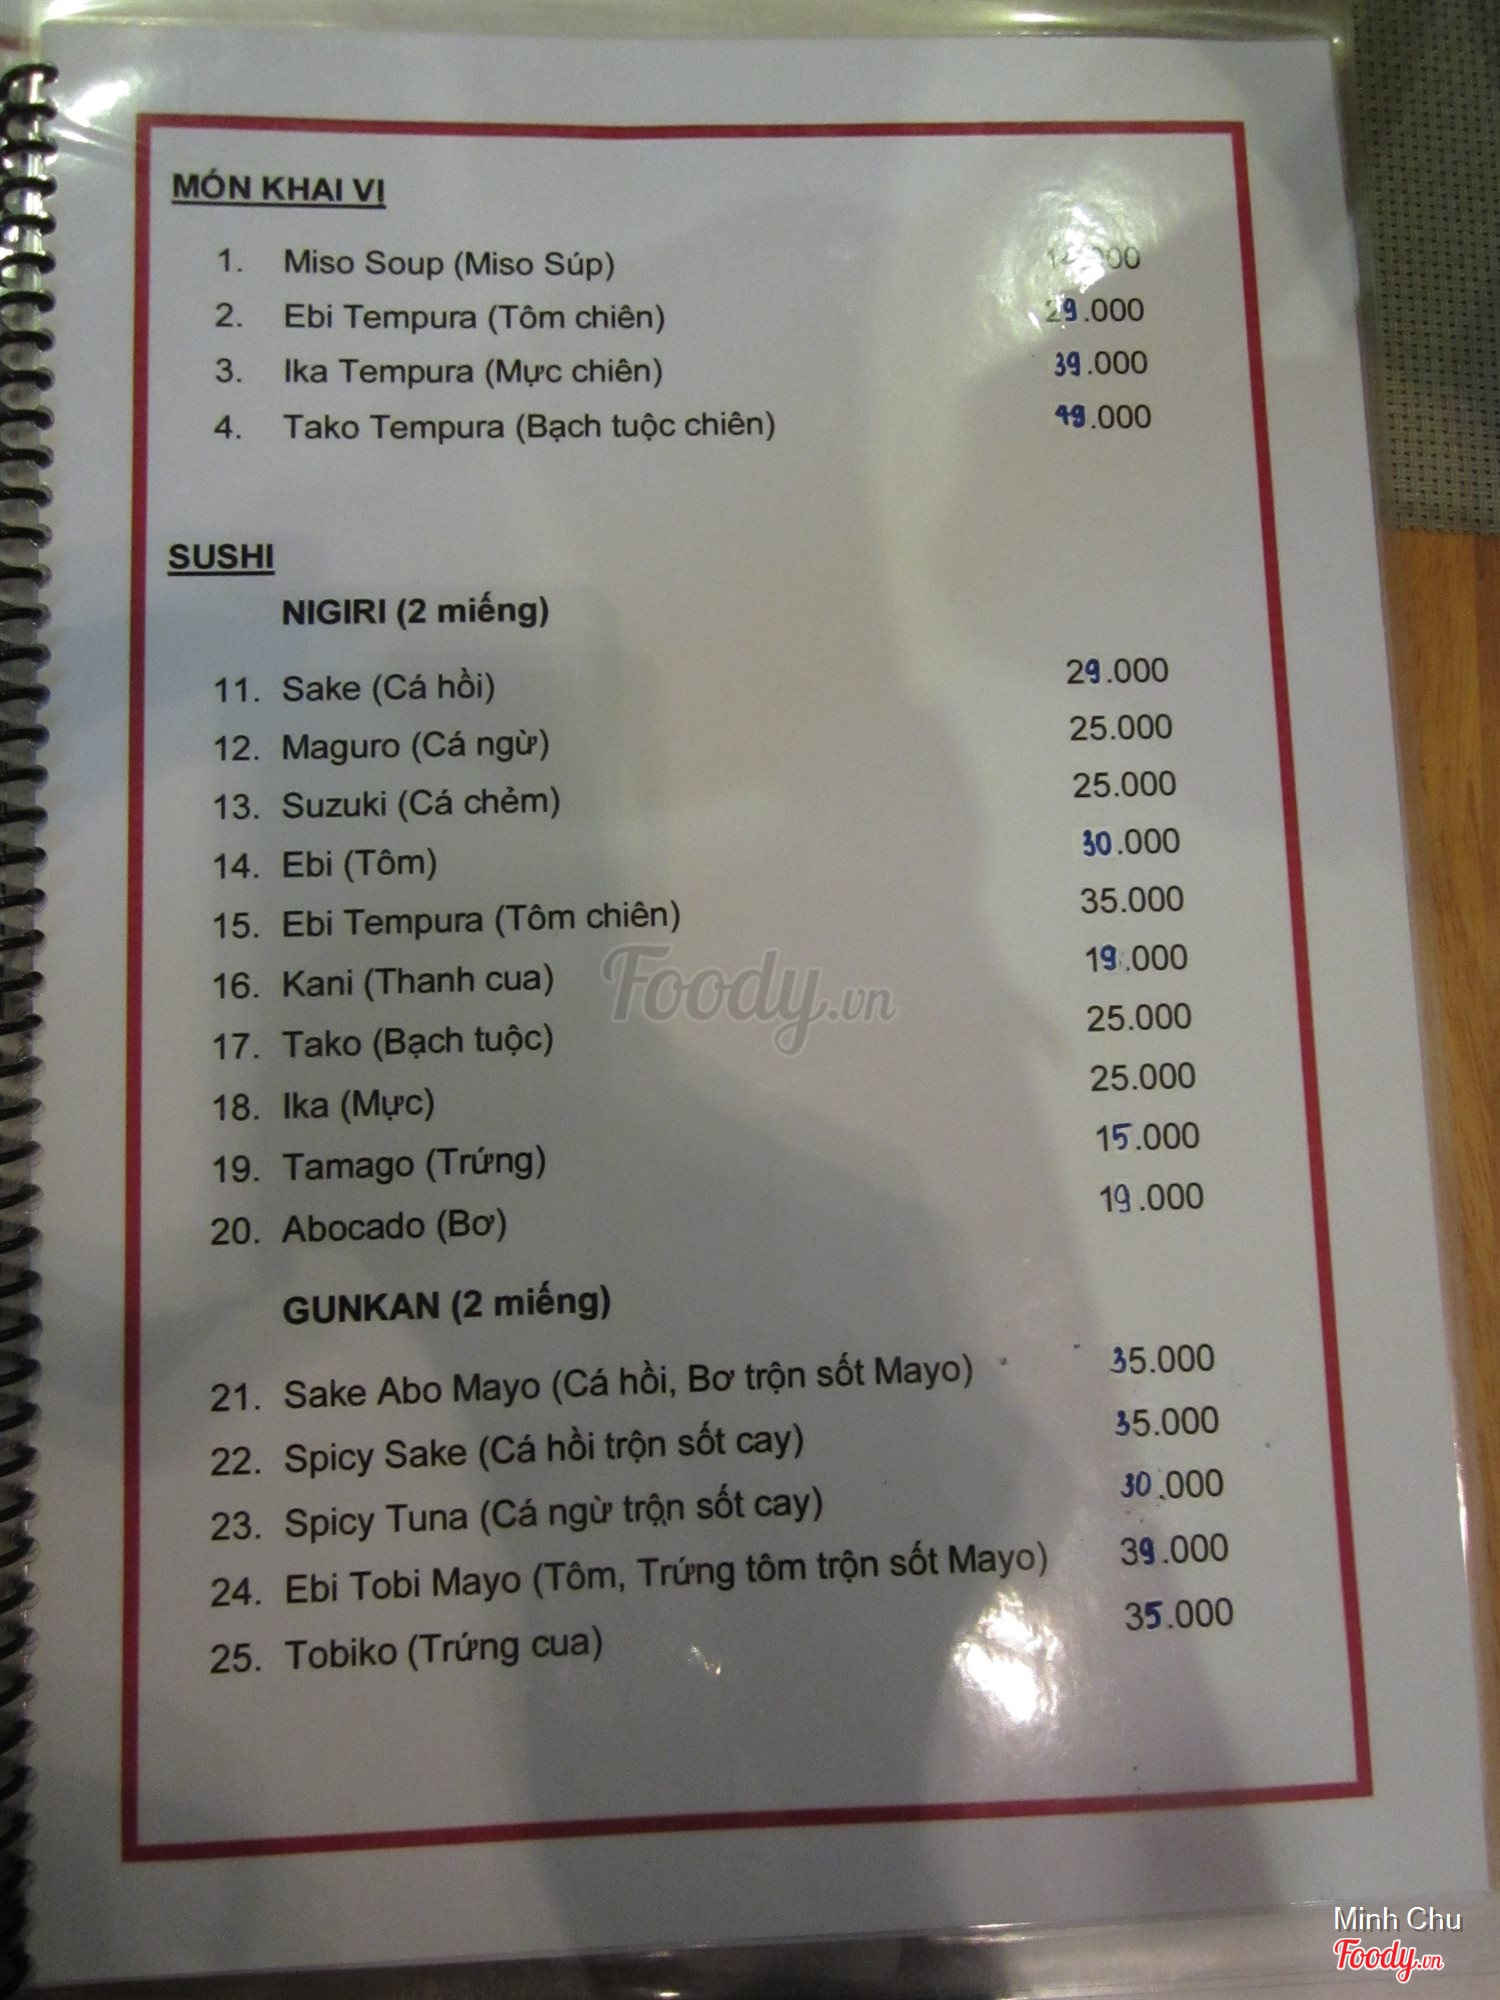 MÓN KHAI VỊ
1. Miso Soup (Miso Súp)
2. Ebi Tempura (Tôm chiên) 29.000
3. Ika Tempura (Mực chiên) 39.000
4. Tako Tempura (Bạch tuộc chiên) 49.000
SUSHI
NIGIRI (2 miếng)
11. Sake (Cá hồi) 29.000
12. Maguro (Cá ngừ) 25.000
13. Suzuki (Cá chẻm) 25.000
14. Ebi (Tôm) 30.000
15. Ebi Tempura (Tôm chiên) 35.000
16. Kani (Thanh cua) 19.000
17. Tako (Bạch tuộc) 25.000
18. Ika (Mực) 25.000
19. Tamago (Trứng) 15.000
20. Abocado (Bơ) 19.000
GUNKAN (2 miếng)
21. Sake Abo Mayo (Cá hồi, Bơ trộn sốt Mayo) 35.000
22. Spicy Sake (Cá hồi trộn sốt cay) 35.000
23. Spicy Tuna (Cá ngừ trộn sốt cay) 30.000
24. Ebi Tobi Mayo (Tôm, Trứng tôm trộn sốt Mayo) 39.000
25. Tobiko (Trứng cua) 35.000
Foody.vn
Minh Chu
Foody.vn